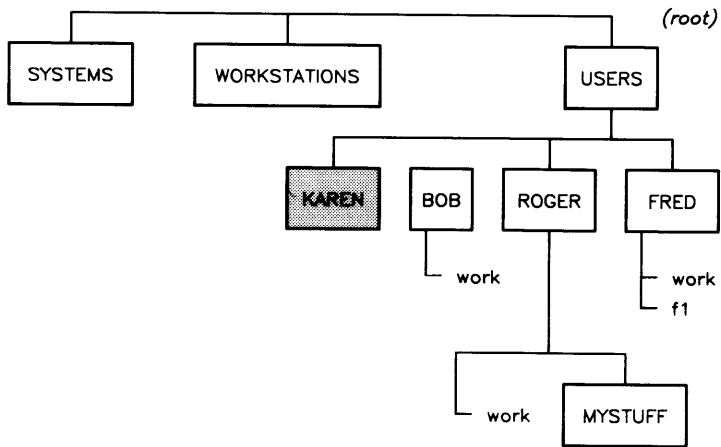 (root)
SYSTEMS WORKSTATIONS USERS
KAREN BOB ROGER FRED
work work
f1
work MYSTUFF